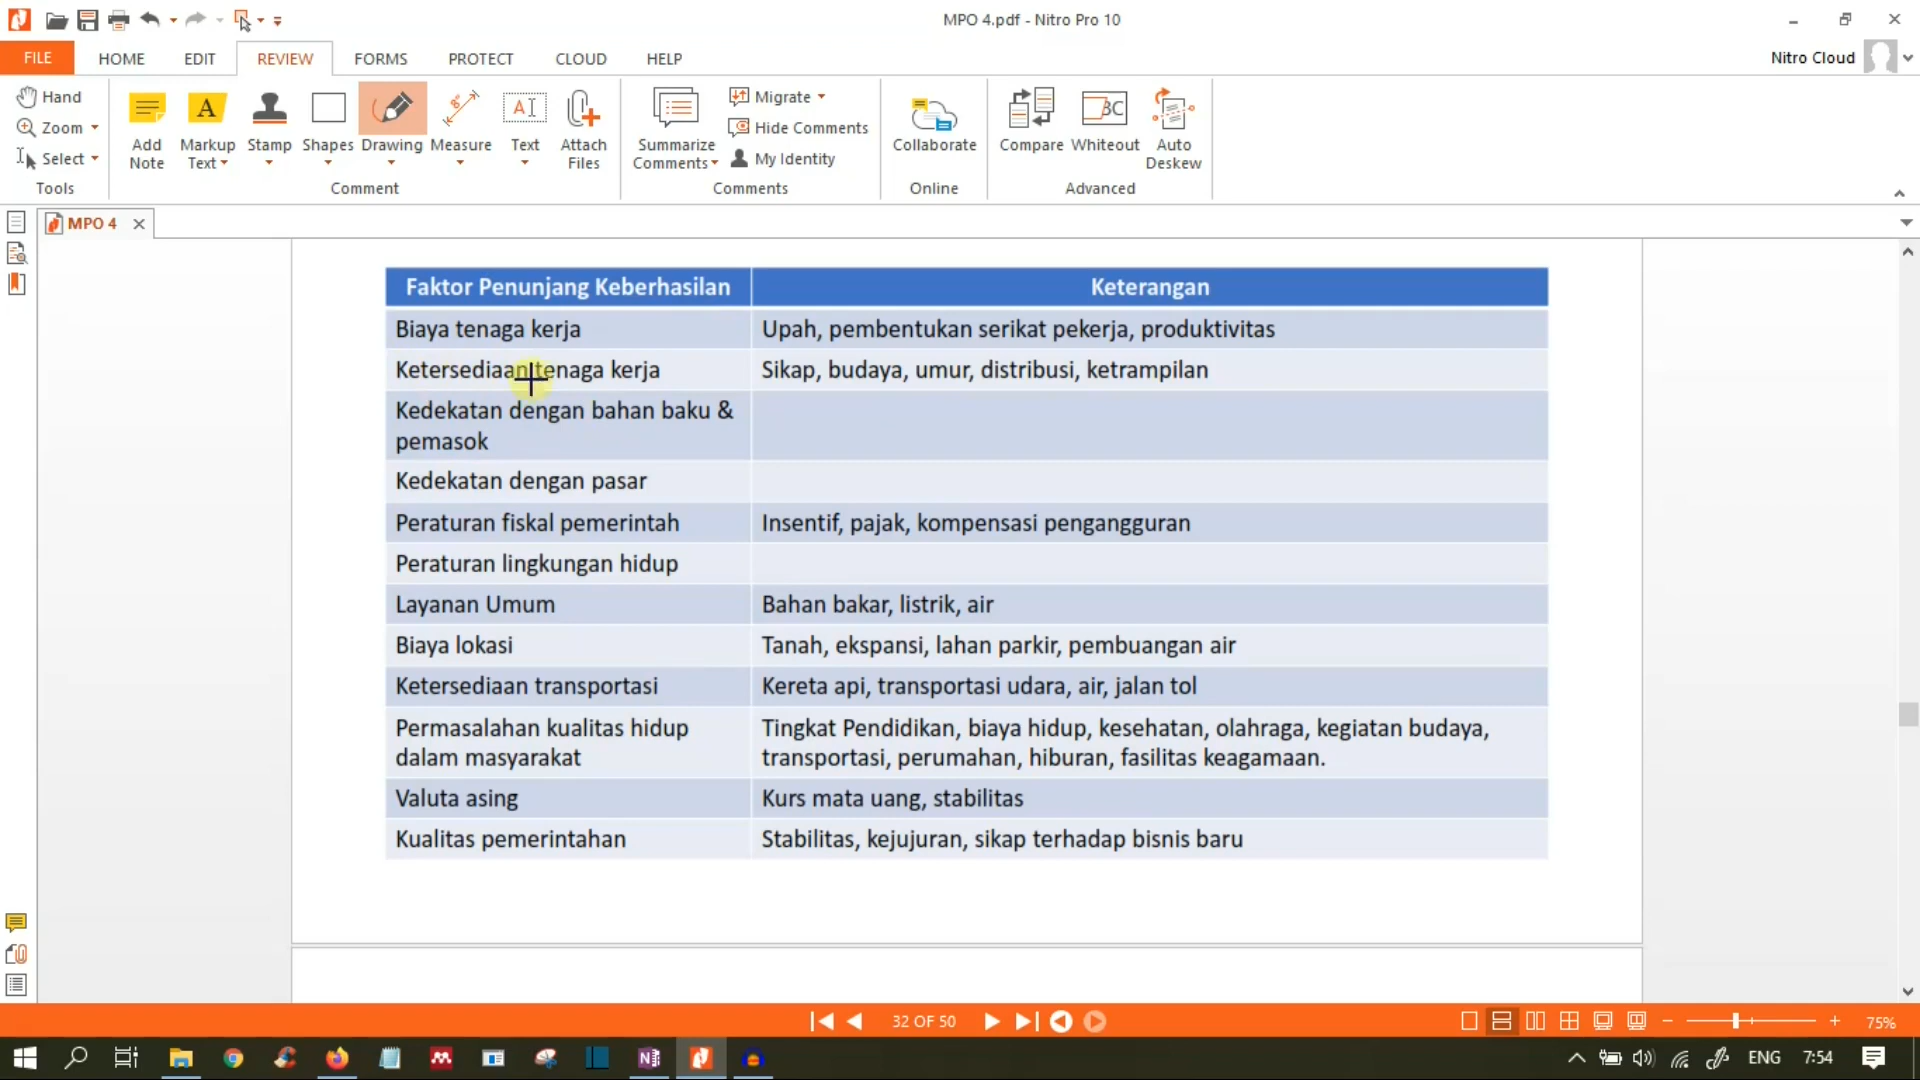 MPO 4.pdf - Nitro Pro 10
FILE HOME EDIT REVIEW FORMS PROTECT CLOUD HELP
Nitro Cloud
Hand
Zoom
Select
Tools
Add Note
Markup Text
Stamp
Shapes
Drawing
Measure
Text
Attach Files
Comment
Summarize Comments
Migrate
Hide Comments
My Identity
Comments
Collaborate
Online
Compare
Whiteout
Auto Deskew
Advanced
MPO 4
Faktor Penunjang Keberhasilan Keterangan
Biaya tenaga kerja Upah, pembentukan serikat pekerja, produktivitas
Ketersediaan tenaga kerja Sikap, budaya, umur, distribusi, ketrampilan
Kedekatan dengan bahan baku &
pemasok
Kedekatan dengan pasar
Peraturan fiskal pemerintah Insentif, pajak, kompensasi pengangguran
Peraturan lingkungan hidup
Layanan Umum Bahan bakar, listrik, air
Biaya lokasi Tanah, ekspansi, lahan parkir, pembuangan air
Ketersediaan transportasi Kereta api, transportasi udara, air, jalan tol
Permasalahan kualitas hidup
dalam masyarakat
Tingkat Pendidikan, biaya hidup, kesehatan, olahraga, kegiatan budaya,
transportasi, perumahan, hiburan, fasilitas keagamaan.
Valuta asing Kurs mata uang, stabilitas
Kualitas pemerintahan Stabilitas, kejujuran, sikap terhadap bisnis baru
32 OF 50
75%
ENG 7:54